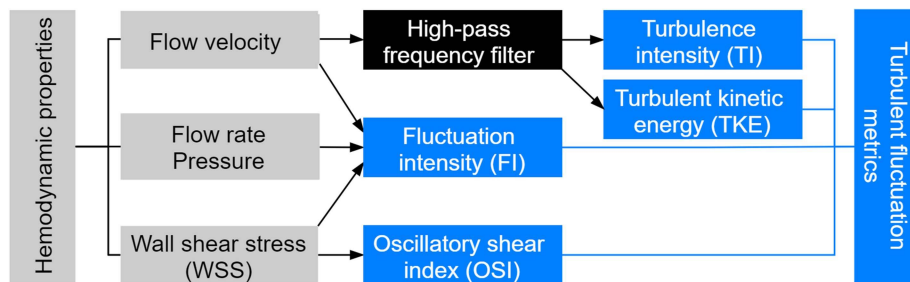 Hemodynamic properties
Flow velocity
High-pass
frequency filter
Turbulence
intensity (TI)
Turbulent kinetic
energy (TKE)
Flow rate
Pressure
Fluctuation
intensity (FI)
Wall shear stress
(WSS)
Oscillatory shear
index (OSI)
Turbulent fluctuation
metrics